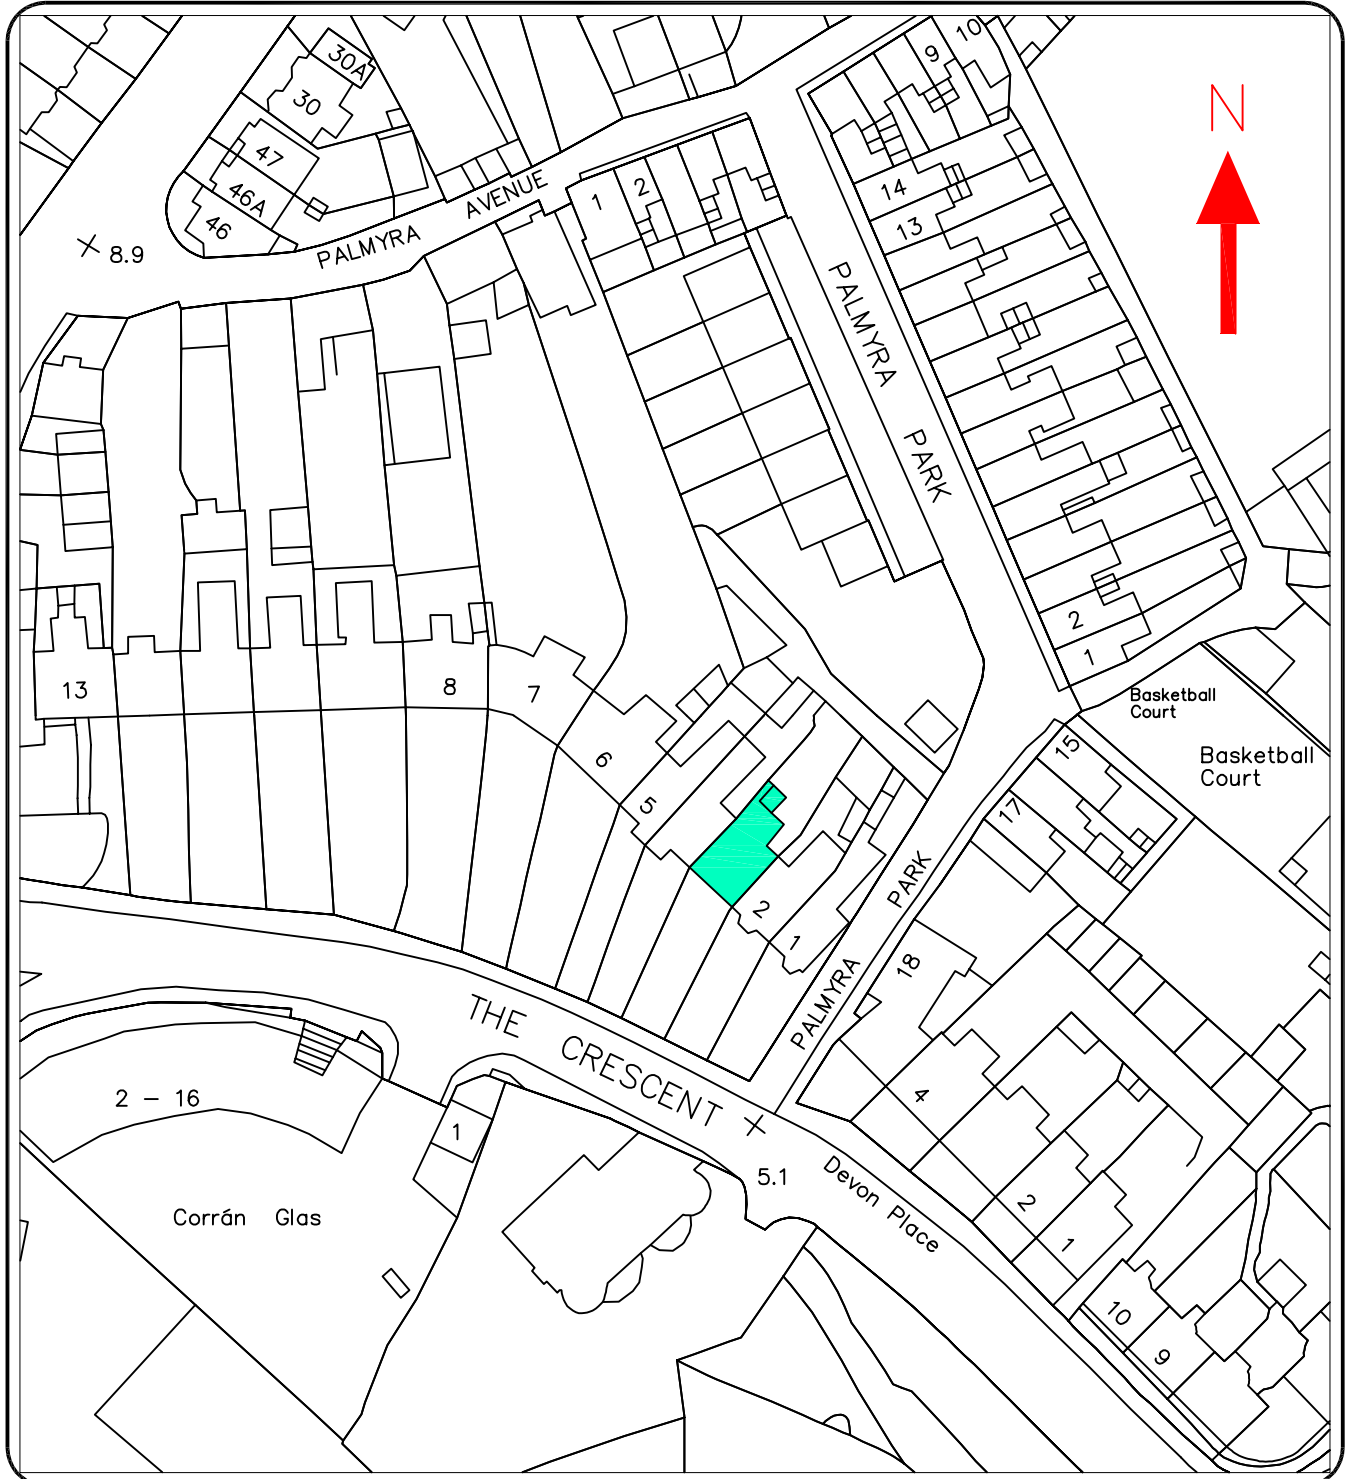 10
9
30A
30
N
47
46A
46
AVENUE
1
2
14
13
PALMYRA
8.9
PALMYRA
PARK
2
1
13
8
7
6
5
Basketball
Court
15
Basketball
Court
17
PARK
2
1
18
PALMYRA
THE CRESCENT
4
2 – 16
1
5.1
Devon Place
2
1
Corrán Glas
10
9